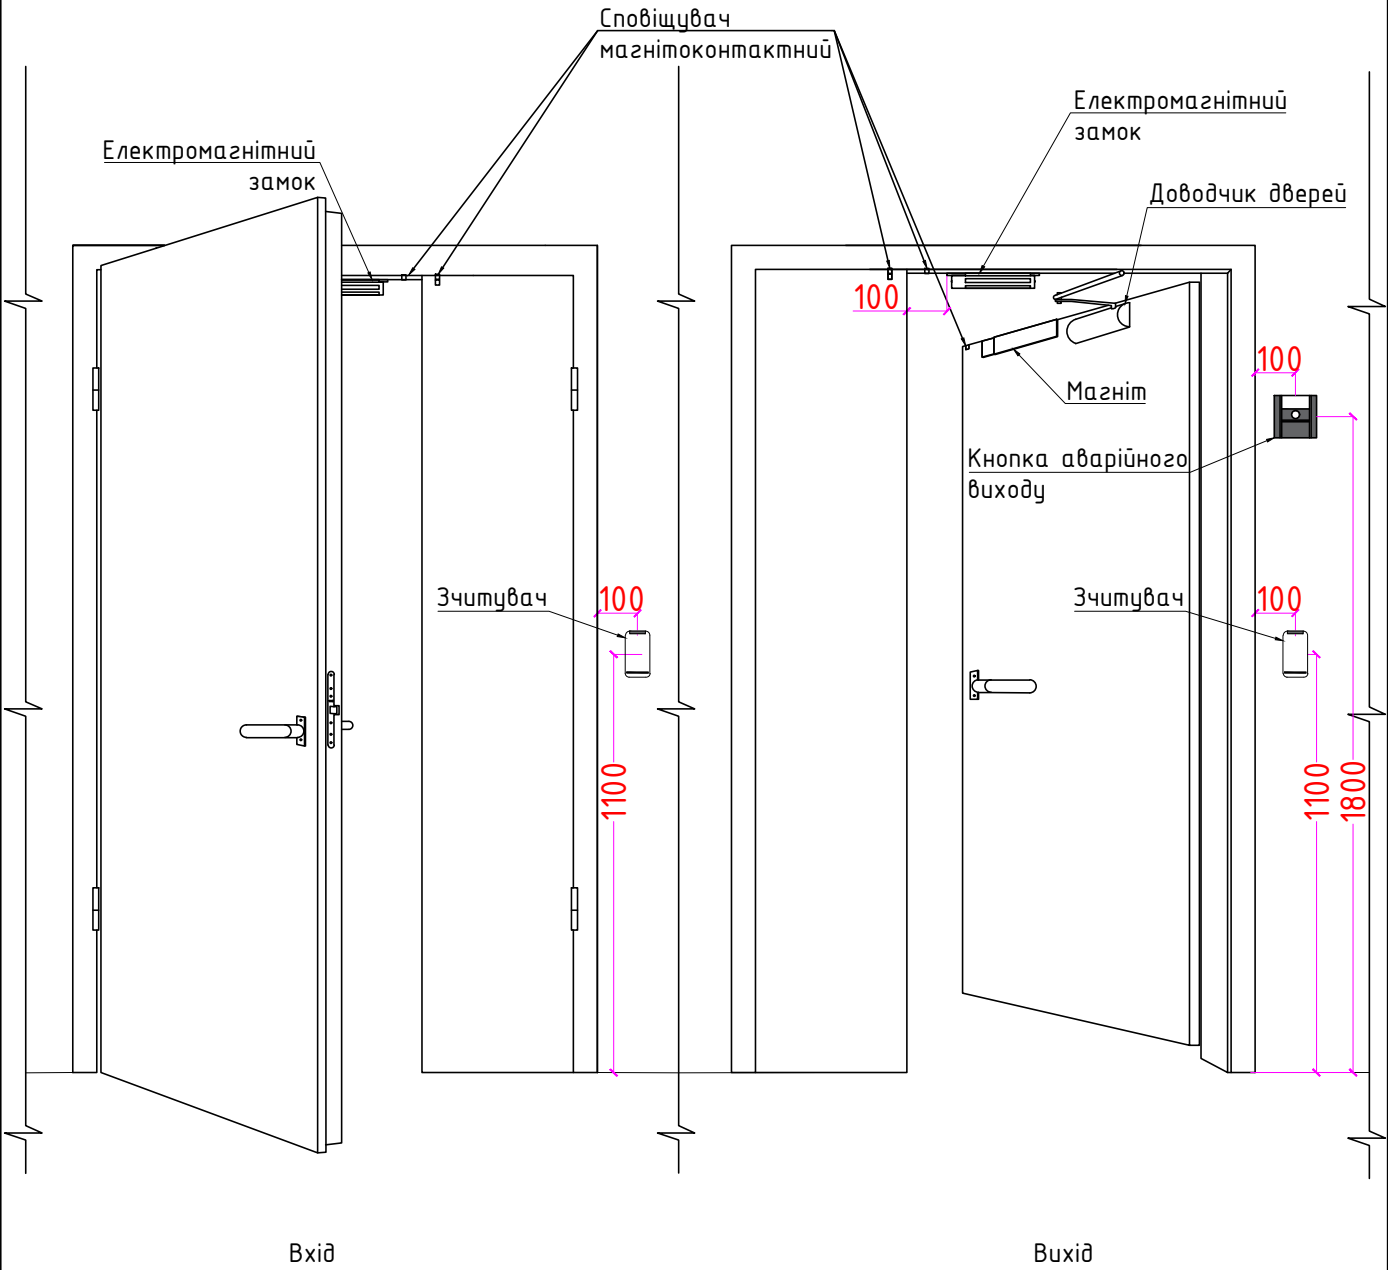 Сповіщувач
магнітоконтактний
Електромагнітний
замок
Електромагнітний
замок
Доводчик дверей
100
100
Магніт
Кнопка аварійного
виходу
Зчитувач
100
Зчитувач
100
1100
1100
1800
Вхід
Вихід